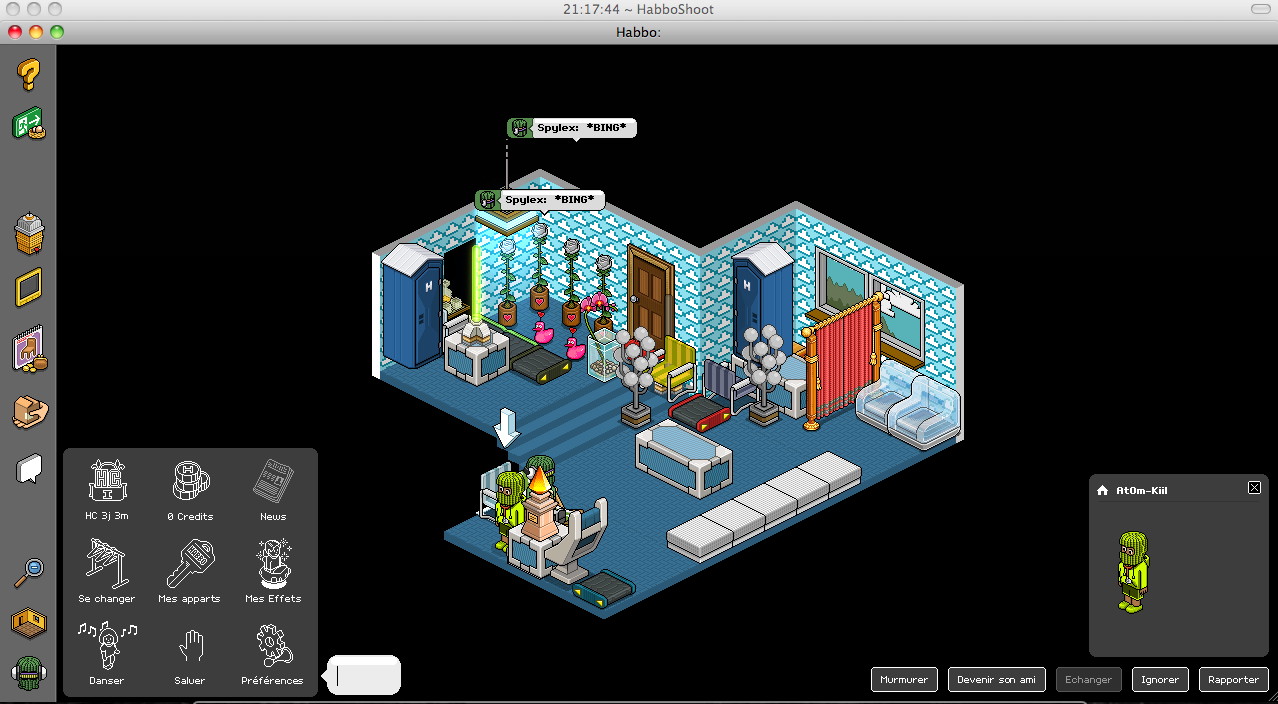 21:17:44 ~ HabboShoot
Habbo:
Spylex: *BING*
Spylex: *BING*
H
H
HC 3j 3m
0 Credits
News
Se changer
Mes apparts
Mes Effets
Danser
Saluer
Préférences
At0m-Kiil
Murmurer
Devenir son ami
Echanger
Ignorer
Rapporter